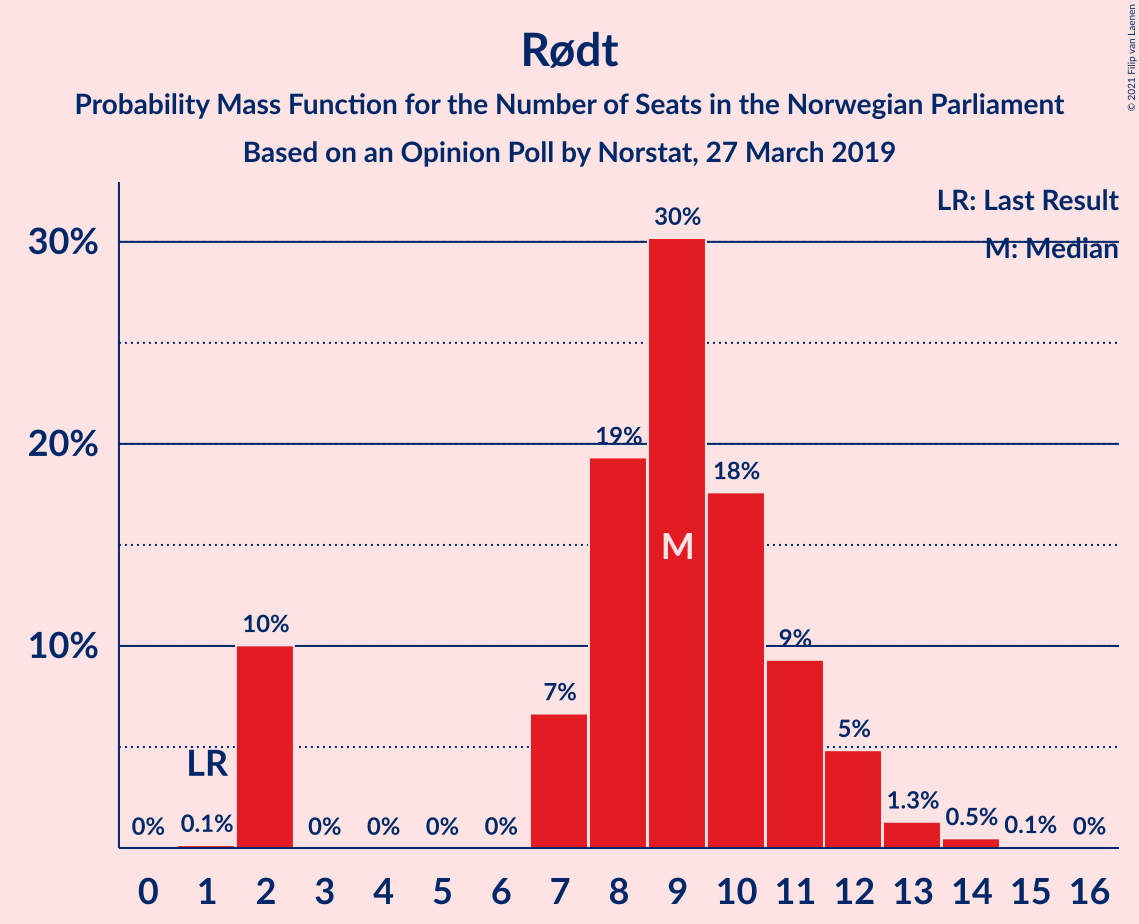 Rødt
Probability Mass Function for the Number of Seats in the Norwegian Parliament
Based on an Opinion Poll by Norstat, 27 March 2019
© 2021 Filip van Laenen
LR: Last Result
M: Median
30%
20%
10%
0%
0.1%
10%
0%
0%
0%
0%
7%
19%
30%
18%
9%
5%
1.3%
0.5%
0.1%
0%
LR
M
0 1 2 3 4 5 6 7 8 9 10 11 12 13 14 15 16